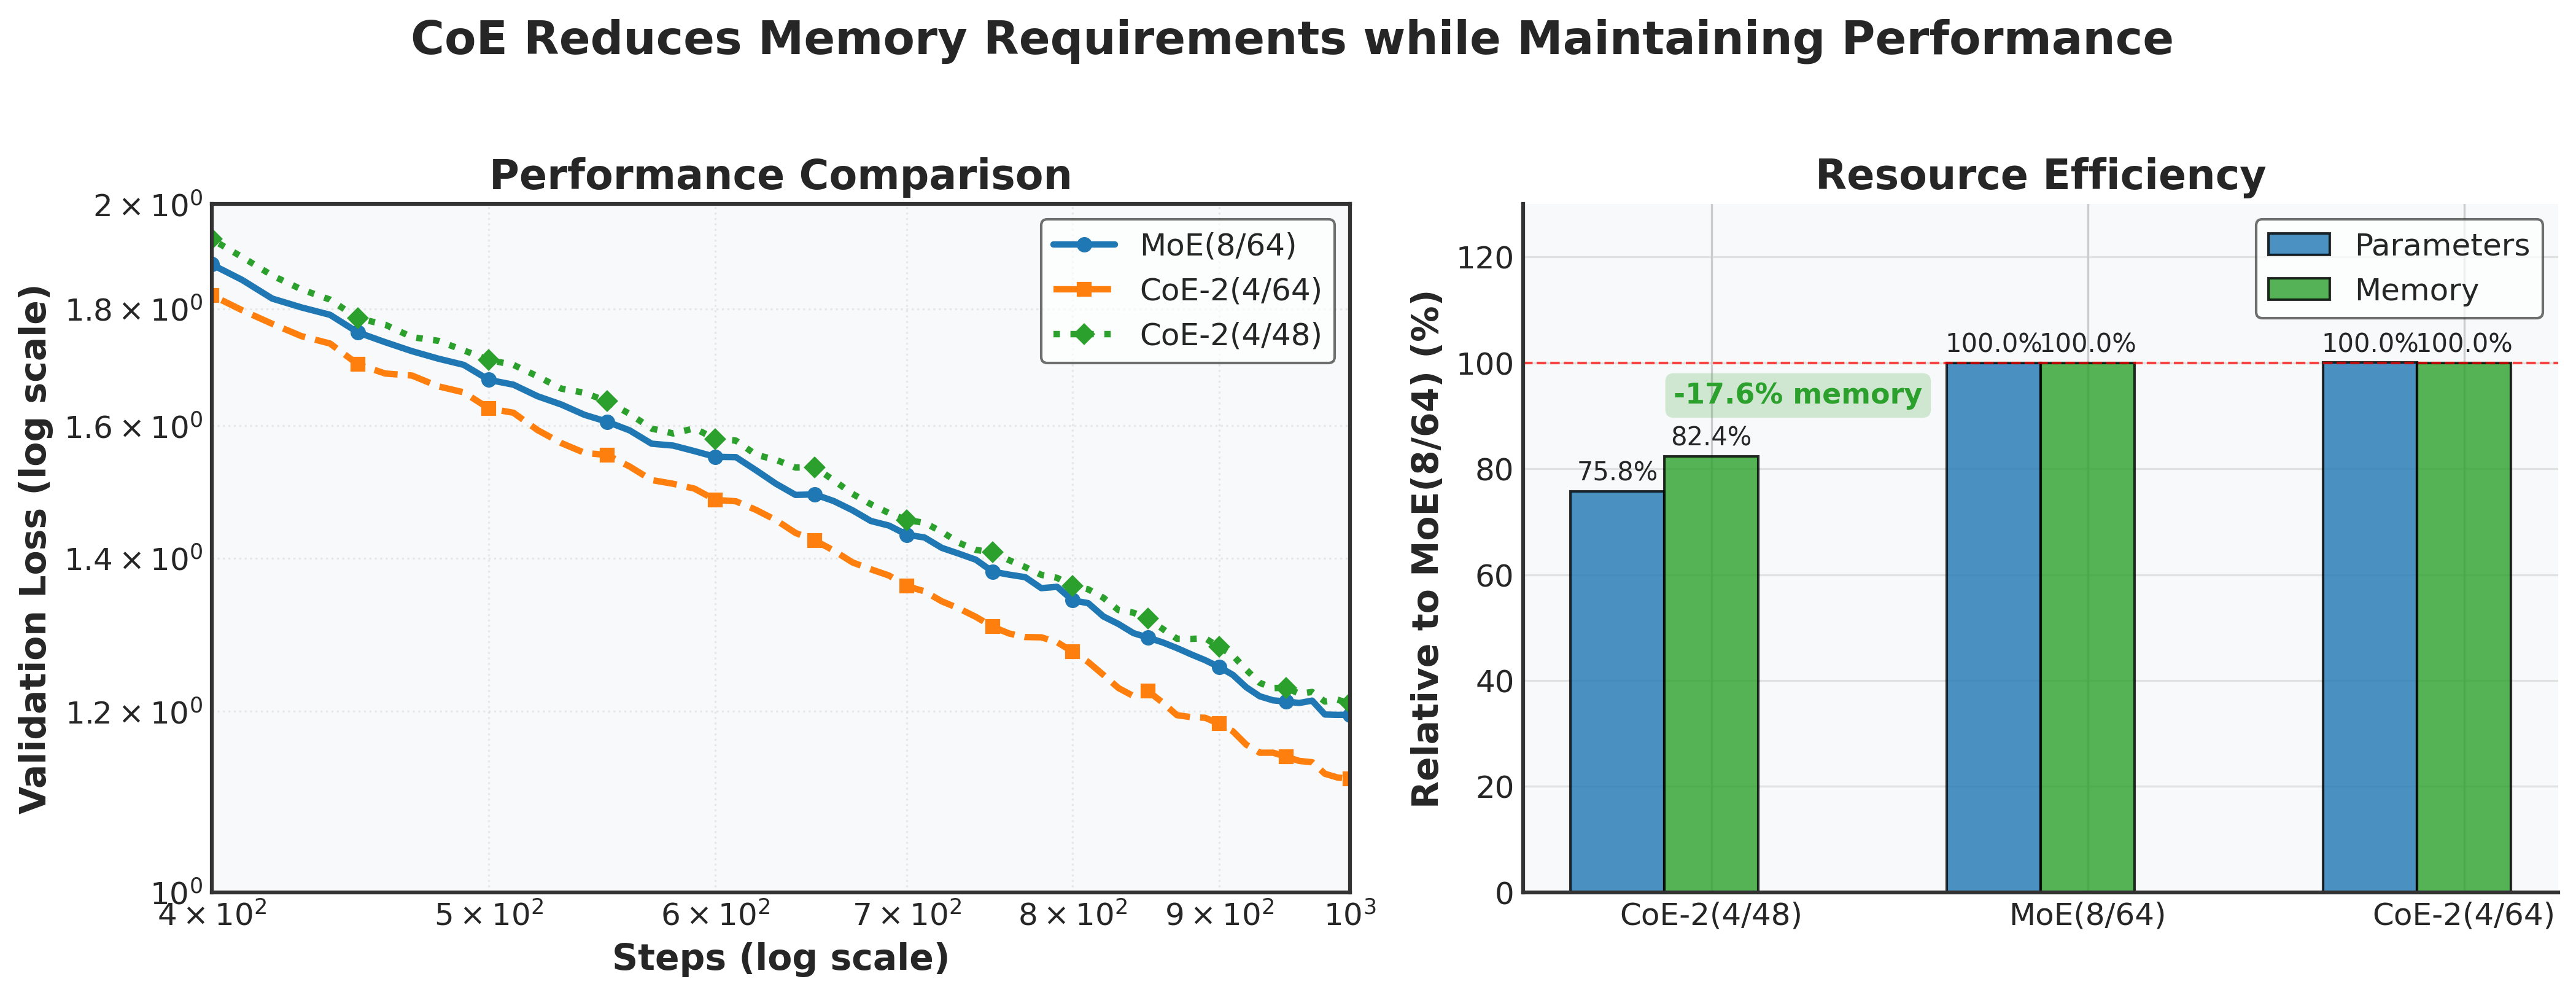 CoE Reduces Memory Requirements while Maintaining Performance
Performance Comparison
Validation Loss (log scale)
2 × 10⁰
1.8 × 10⁰
1.6 × 10⁰
1.4 × 10⁰
1.2 × 10⁰
10⁰
MoE(8/64)
CoE-2(4/64)
CoE-2(4/48)
4 × 10² 5 × 10² 6 × 10² 7 × 10² 8 × 10² 9 × 10² 10³
Steps (log scale)
Resource Efficiency
Relative to MoE(8/64) (%)
120
100
80
60
40
20
0
Parameters
Memory
75.8%
82.4%
-17.6% memory
100.0% 100.0%
100.0% 100.0%
CoE-2(4/48) MoE(8/64) CoE-2(4/64)